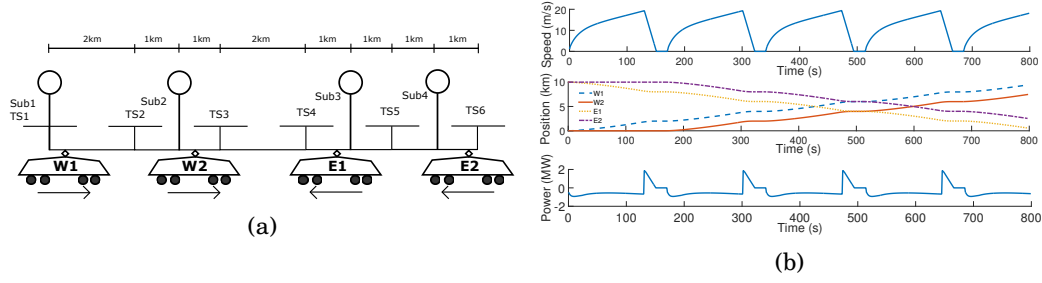 2km 1km 1km 2km 1km 1km 1km 1km
Sub1
TS1
TS2
Sub2
TS3
TS4
Sub3
TS5
Sub4
TS6
W1 W2 E1 E2
(a)
Speed (m/s)
20
10
0
0 100 200 300 400 500 600 700 800
Time (s)
Position (km)
10
5
0
W1
W2
E1
E2
0 100 200 300 400 500 600 700 800
Time (s)
Power (MW)
2
0
-2
0 100 200 300 400 500 600 700 800
Time (s)
(b)